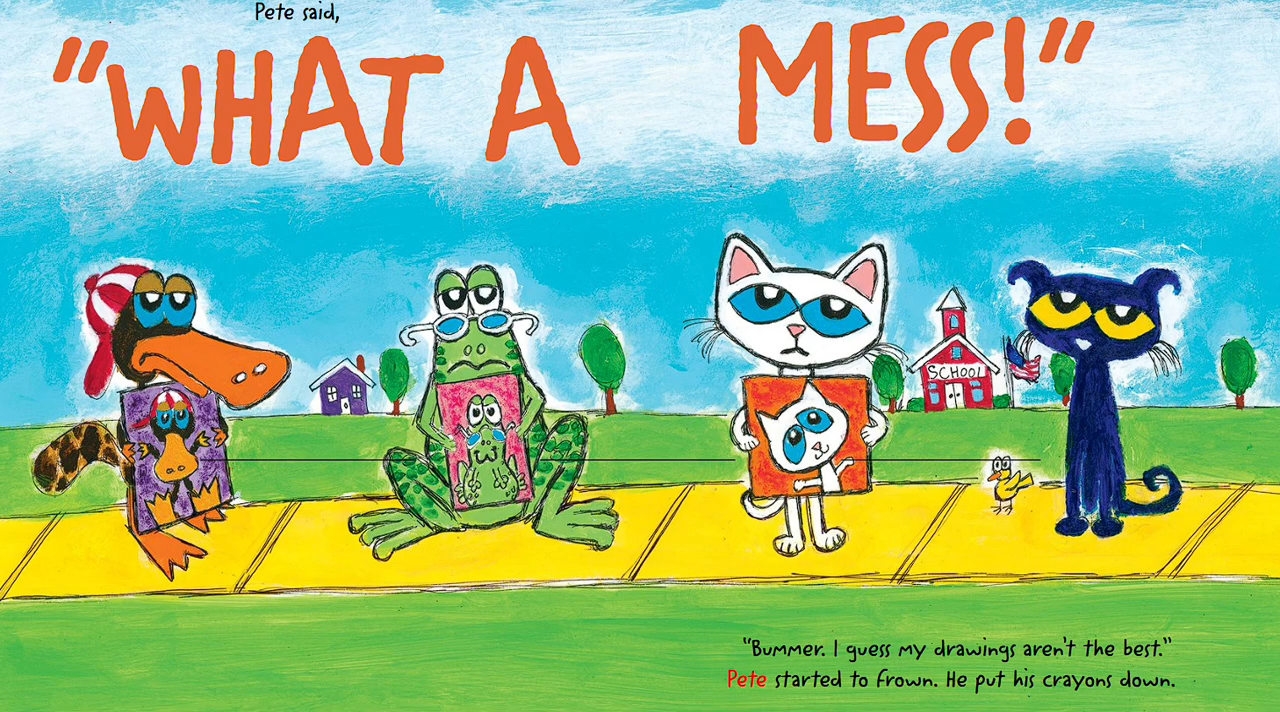 Pete said,
"WHAT A MESS!"
SCHOOL
"Bummer. I guess my drawings aren't the best."
Pete started to frown. He put his crayons down.